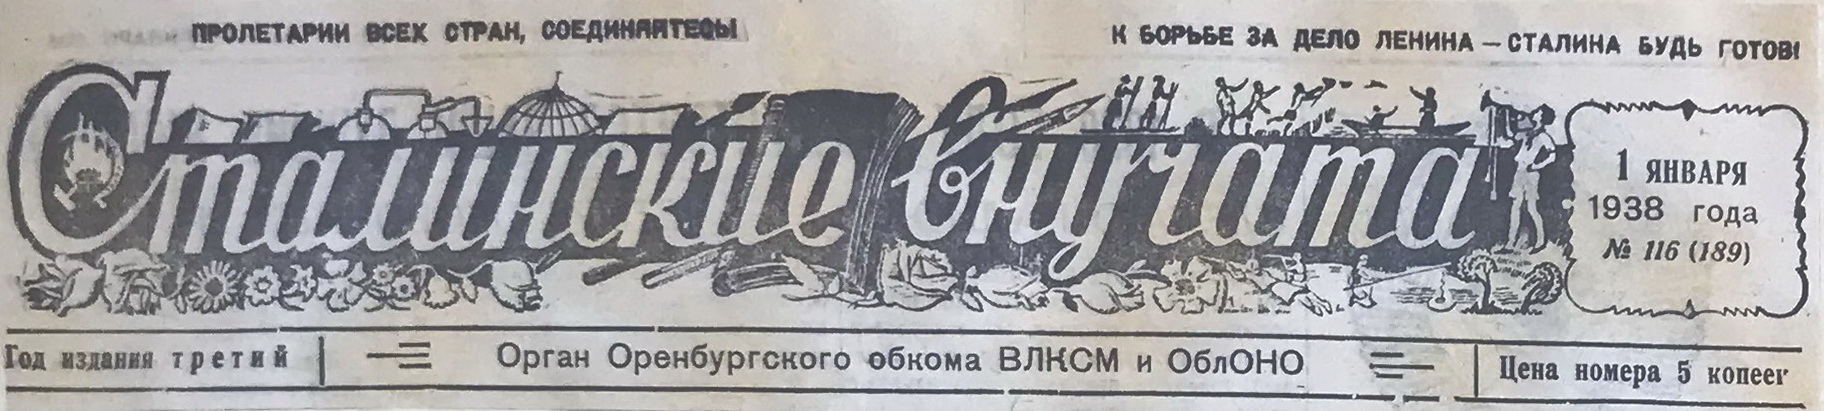 ПРОЛЕТАРИИ ВСЕХ СТРАН, СОЕДИНЯЙТЕСЬ!
К БОРЬБЕ ЗА ДЕЛО ЛЕНИНА — СТАЛИНА БУДЬ ГОТОВ!
Сталинские внучата
1 ЯНВАРЯ
1938 года
№ 116 (189)
Год издания третий
Орган Оренбургского обкома ВЛКСМ и ОблОНО
Цена номера 5 копеек